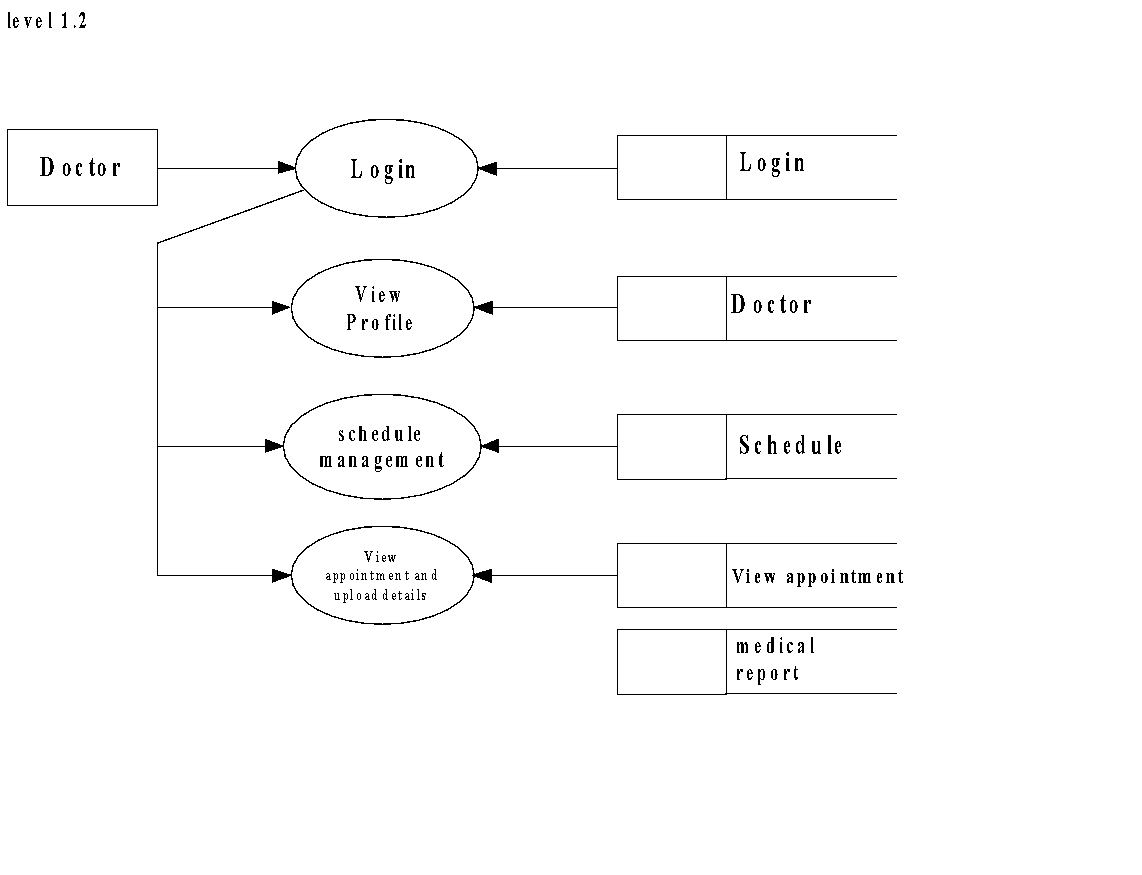 level 1.2
Doctor
Login
Login
View
Profile
Doctor
schedule
management
Schedule
View
appointment and
upload details
View appointment
medical
report